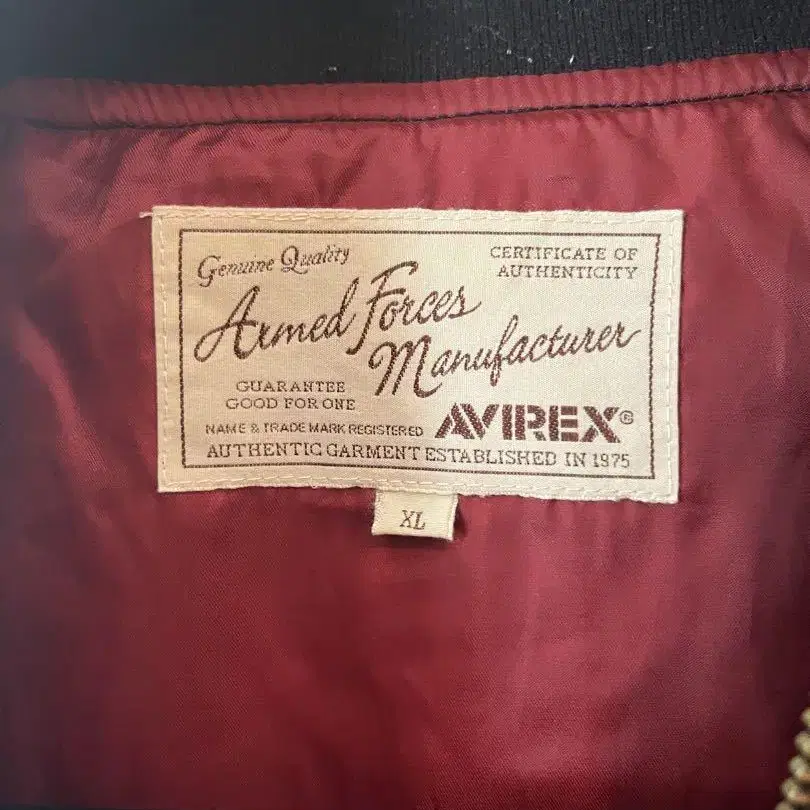 Genuine Quality
CERTIFICATE OF
AUTHENTICITY
Armed Forces
Manufacturer
GUARANTEE
GOOD FOR ONE
NAME & TRADE MARK REGISTERED
AVIREX®
AUTHENTIC GARMENT ESTABLISHED IN 1975
XL